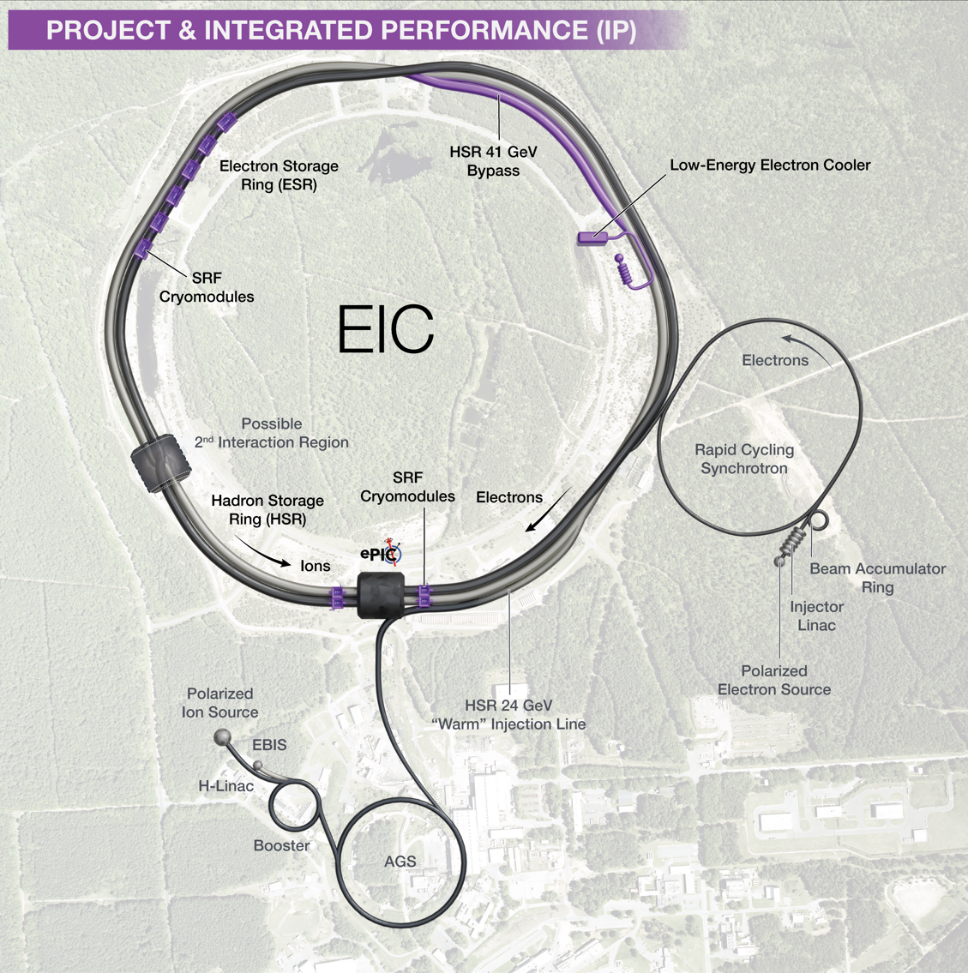 PROJECT & INTEGRATED PERFORMANCE (IP)
HSR 41 GeV
Bypass
Low-Energy Electron Cooler
Electron Storage
Ring (ESR)
SRF
Cryomodules
EIC
Electrons
Rapid Cycling
Synchrotron
Possible
2nd Interaction Region
SRF
Cryomodules
Electrons
Hadron Storage
Ring (HSR)
Ions
ePIC
Beam Accumulator
Ring
Injector
Linac
Polarized
Electron Source
HSR 24 GeV
“Warm” Injection Line
Polarized
Ion Source
EBIS
H-Linac
Booster
AGS